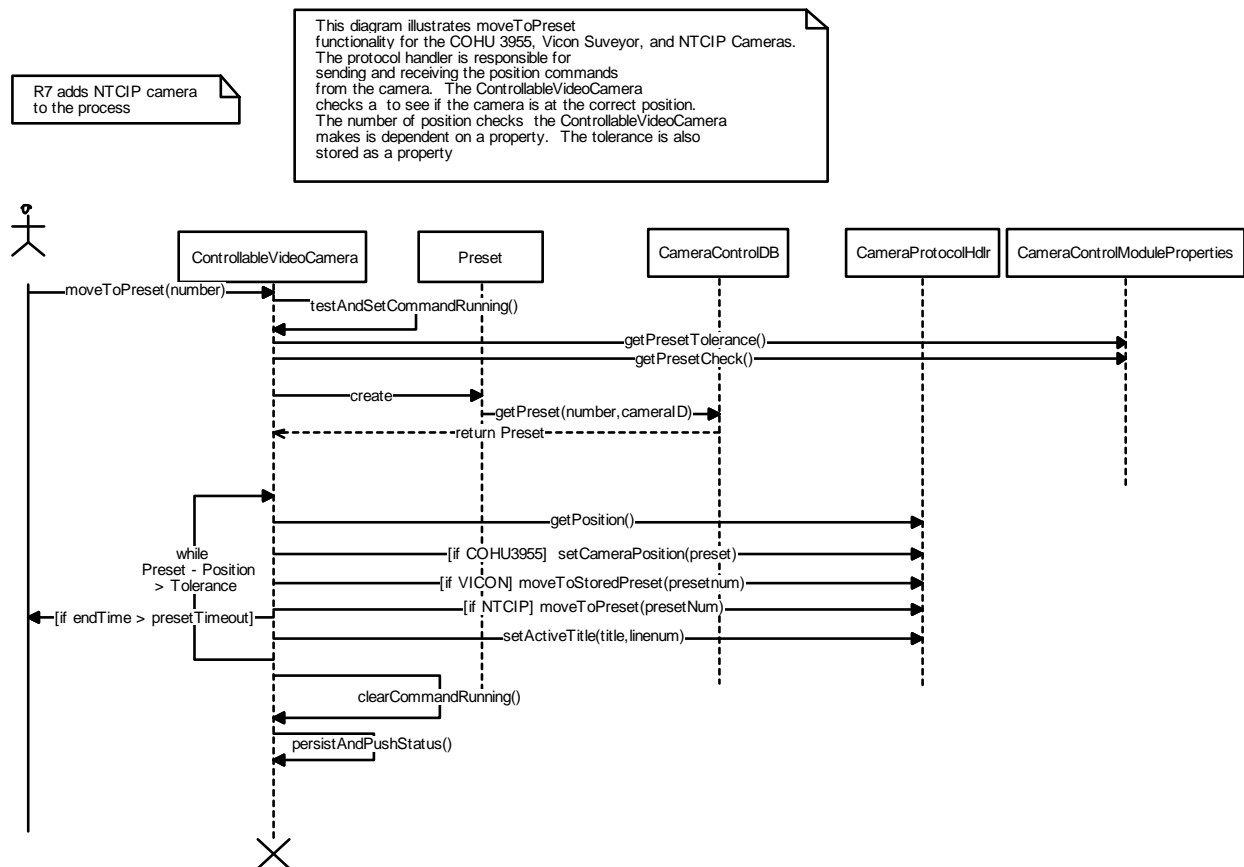 This diagram illustrates moveToPreset
functionality for the COHU 3955, Vicon Suveyor, and NTCIP Cameras.
The protocol handler is responsible for
sending and receiving the position commands
from the camera.  The ControllableVideoCamera
checks a  to see if the camera is at the correct position.
The number of position checks  the ControllableVideoCamera
makes is dependent on a property.  The tolerance is also
stored as a property
R7 adds NTCIP camera
to the process
ControllableVideoCamera
Preset
CameraControlDB
CameraProtocolHdlr
CameraControlModuleProperties
moveToPreset(number)
testAndSetCommandRunning()
getPresetTolerance()
getPresetCheck()
create
getPreset(number,cameraID)
return Preset
getPosition()
while
Preset - Position
> Tolerance
[if COHU3955]  setCameraPosition(preset)
[if VICON] moveToStoredPreset(presetnum)
[if NTCIP] moveToPreset(presetNum)
[if endTime > presetTimeout]
setActiveTitle(title,linenum)
clearCommandRunning()
persistAndPushStatus()